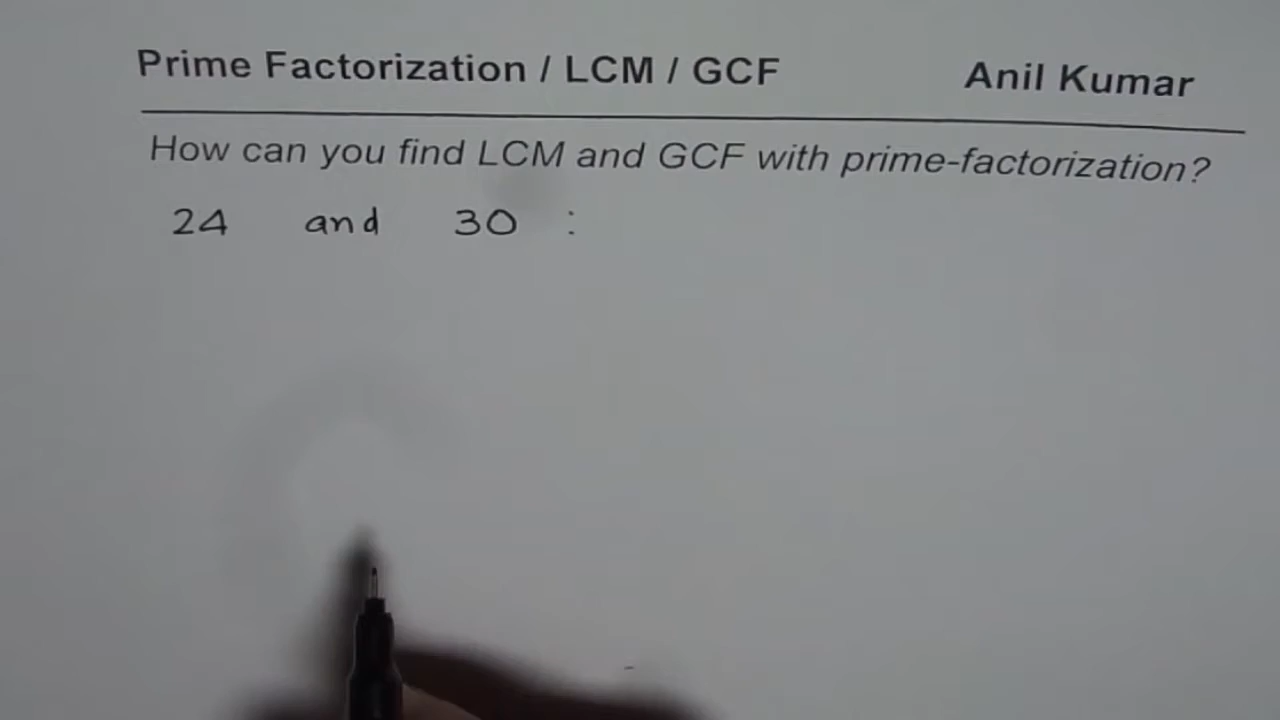 Prime Factorization / LCM / GCF Anil Kumar
How can you find LCM and GCF with prime-factorization?
24 and 30 :